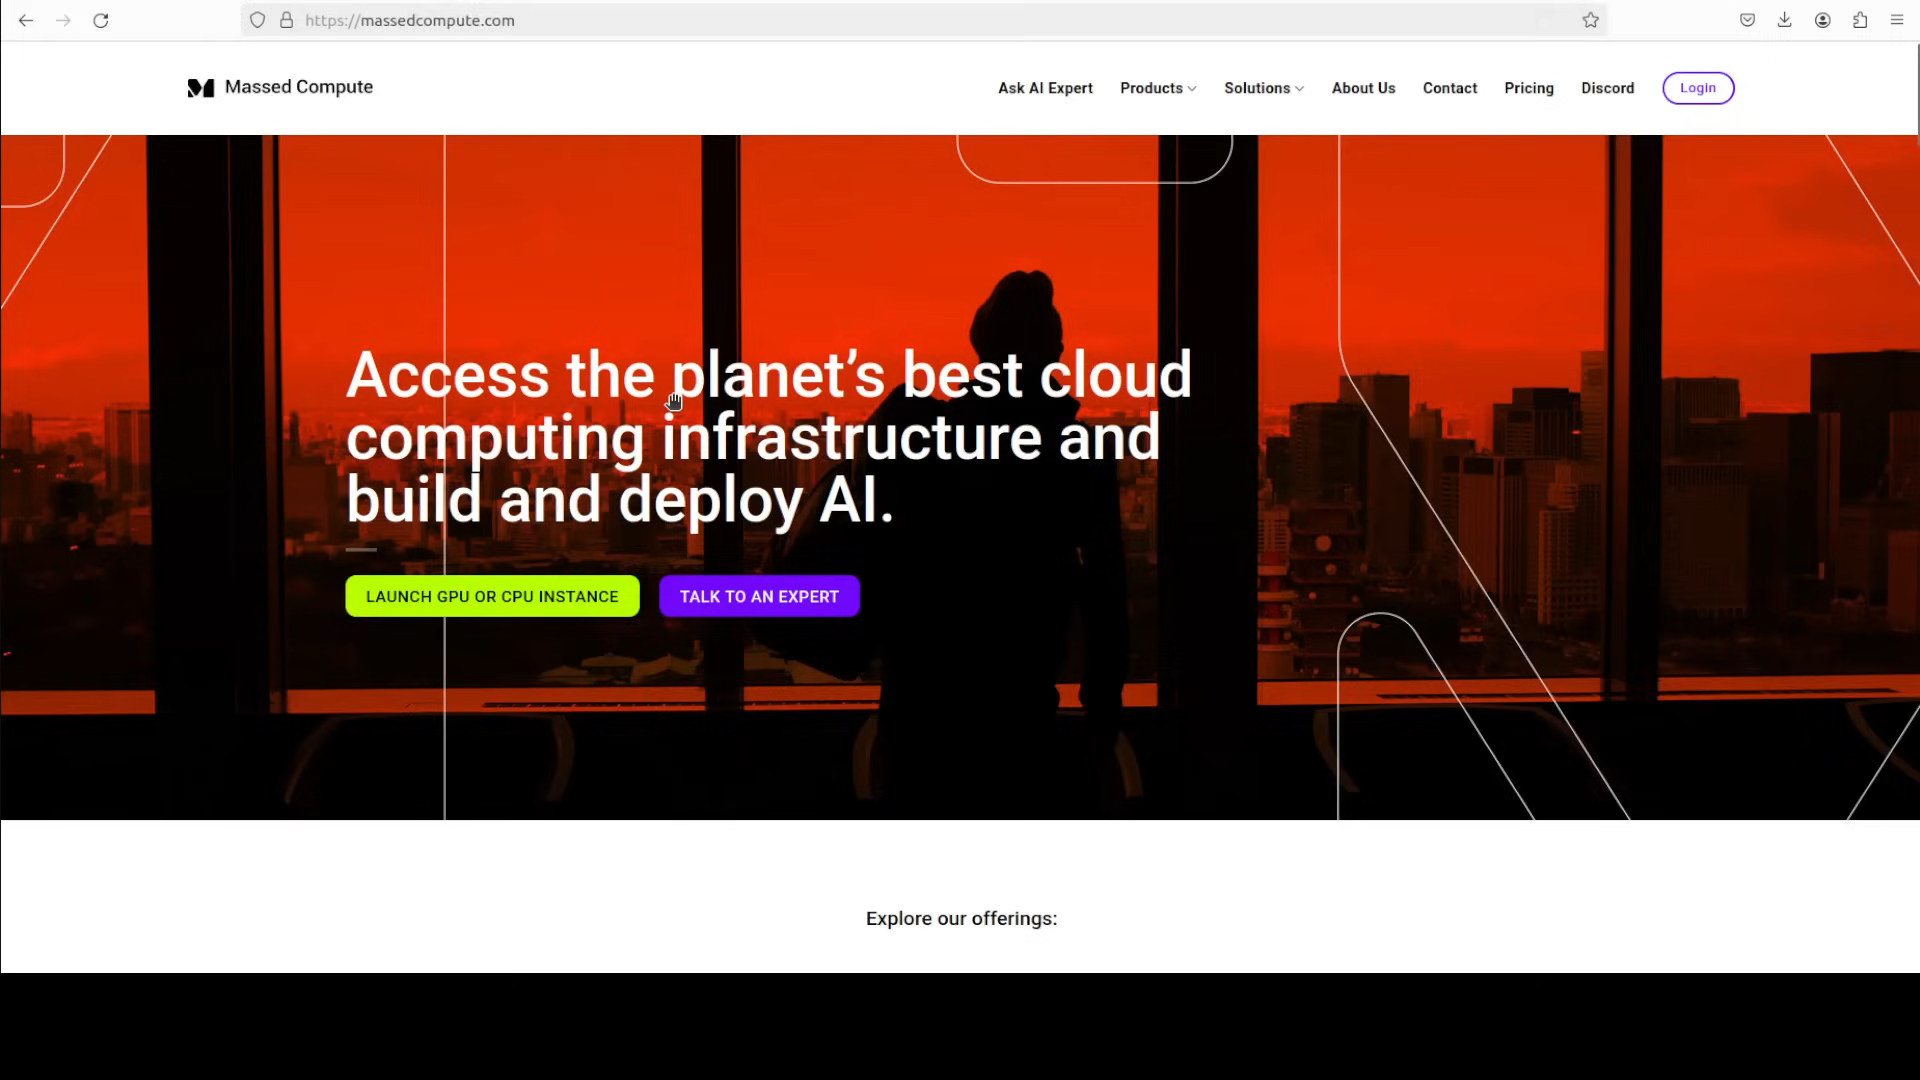 https://massedcompute.com
Massed Compute
Ask AI Expert
Products
Solutions
About Us
Contact
Pricing
Discord
Login
Access the planet’s best cloud
computing infrastructure and
build and deploy AI.
LAUNCH GPU OR CPU INSTANCE
TALK TO AN EXPERT
Explore our offerings: